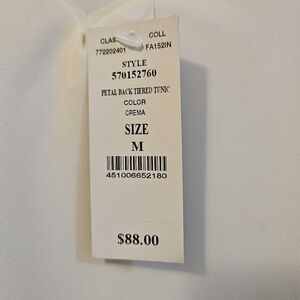 CLASS COLL
772202401 FA152IN
STYLE
570152760
PETAL BACK TIERED TUNIC
COLOR
CREMA
SIZE
M
451006652180
$88.00